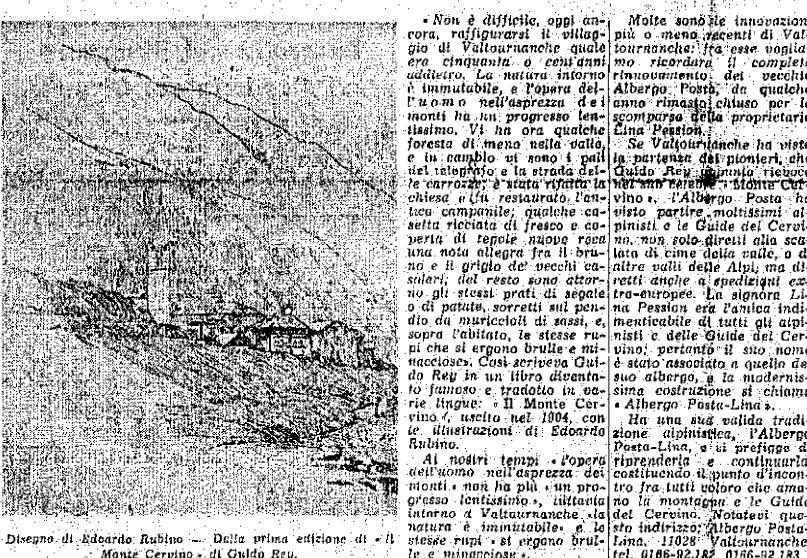 « Non è difficile, oggi an-
cora, raffigurarsi il villag-
gio di Valtournanche quale
era cinquanta o cent'anni
addietro. La natura intorno
è immutabile, e l'opera del-
l'uomo nell'asprezza dei
monti ha un progresso len-
tissimo. Vi ha ora qualche
foresta di meno nella valle,
e in cambio vi sono i pali
del telegrafo e la strada del-
le carrozze; è stata rifatta la
chiesa e fu restaurato l'an-
tico campanile; qualche ca-
setta ricciata di fresco e co-
perta di tegole nuove reca
una nota allegra fra il bru-
no e il grigio de' vecchi ca-
solari, del resto sono attor-
no gli stessi prati di segale
o di patate, sorretti sul pen-
dio da muriccioli di sassi, e,
sopra l'abitato, le stesse ru-
pi che si ergono brulle e mi-
nacciose». Così scriveva Gui-
do Rey in un libro diventa-
to famoso e tradotto in va-
rie lingue: « Il Monte Cer-
vino », uscito nel 1904, con
le illustrazioni di Edoardo
Rubino.
Ai nostri tempi « l'opera
dell'uomo nell'asprezza dei
monti » non ha più « un pro-
gresso lentissimo », tuttavia
intorno a Valtournanche «la
natura è immutabile» e le
stesse rupi « si ergono brul-
le e minacciose ».
Molte sono le innovazion
più o meno recenti di Val
tournanche: fra esse voglia
mo ricordare il complet
rinnovamento del vecchi
Albergo Posta, da qualch
anno rimasto chiuso per l
scomparsa della proprietari
Lina Pession.
Se Valtournanche ha vist
la partenza dei pionieri, ch
Guido Rey appunto rievoc
nel suo celebre « Monte Cer
vino », l'Albergo Posta h
visto partire moltissimi al
pinisti e le Guide del Cervi
no, non solo diretti alla sca
lata di cime della valle, o d
altre valli delle Alpi, ma di
retti anche a spedizioni ex
tra-europee. La signora Li
na Pession era l'amica indi
menticabile di tutti gli alpi
nisti e delle Guide del Cer
vino; pertanto il suo nom
è stato associato a quello de
suo albergo, e la modernis
sima costruzione si chiam
« Albergo Posta-Lina ».
Ha una sua valida tradi
zione alpinistica, l'Alberg
Posta-Lina, e si prefigge d
riprenderla e continuarla
costituendo il punto d'incon
tro fra tutti coloro che ama
no la montagna e le Guid
del Cervino. Notatevi que
sto indirizzo: Albergo Posta
Lina, 11028 Valtournanche
tel. 0166-92.182
Disegno di Edoardo Rubino — Dalla prima edizione di « Il
Monte Cervino » di Guido Rey.